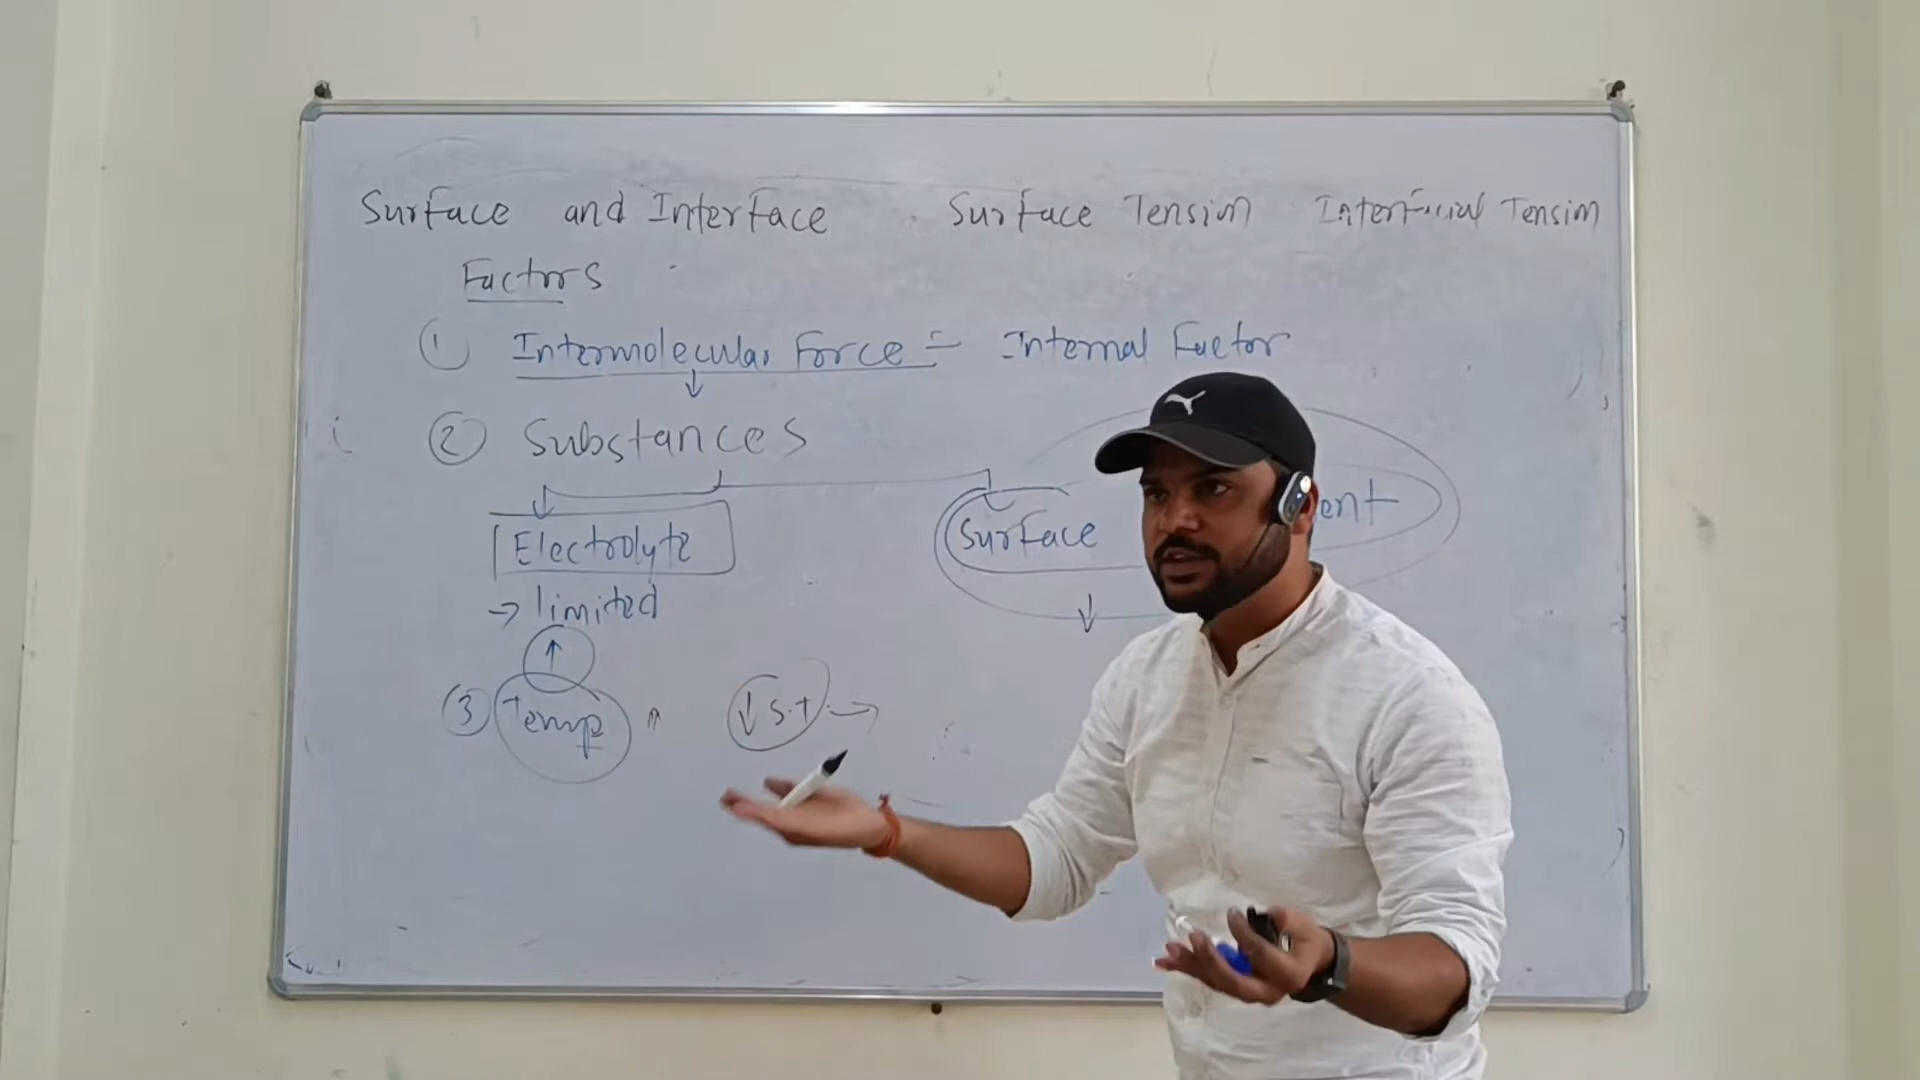 Surface and Interface Surface Tension Interfacial Tension
Factors
① Intermolecular Force = Internal Factor
↓
② Substances
Electrolyte Surface ent
→ limited ↓
↑
③ Temp ↑ ↓ S.T →